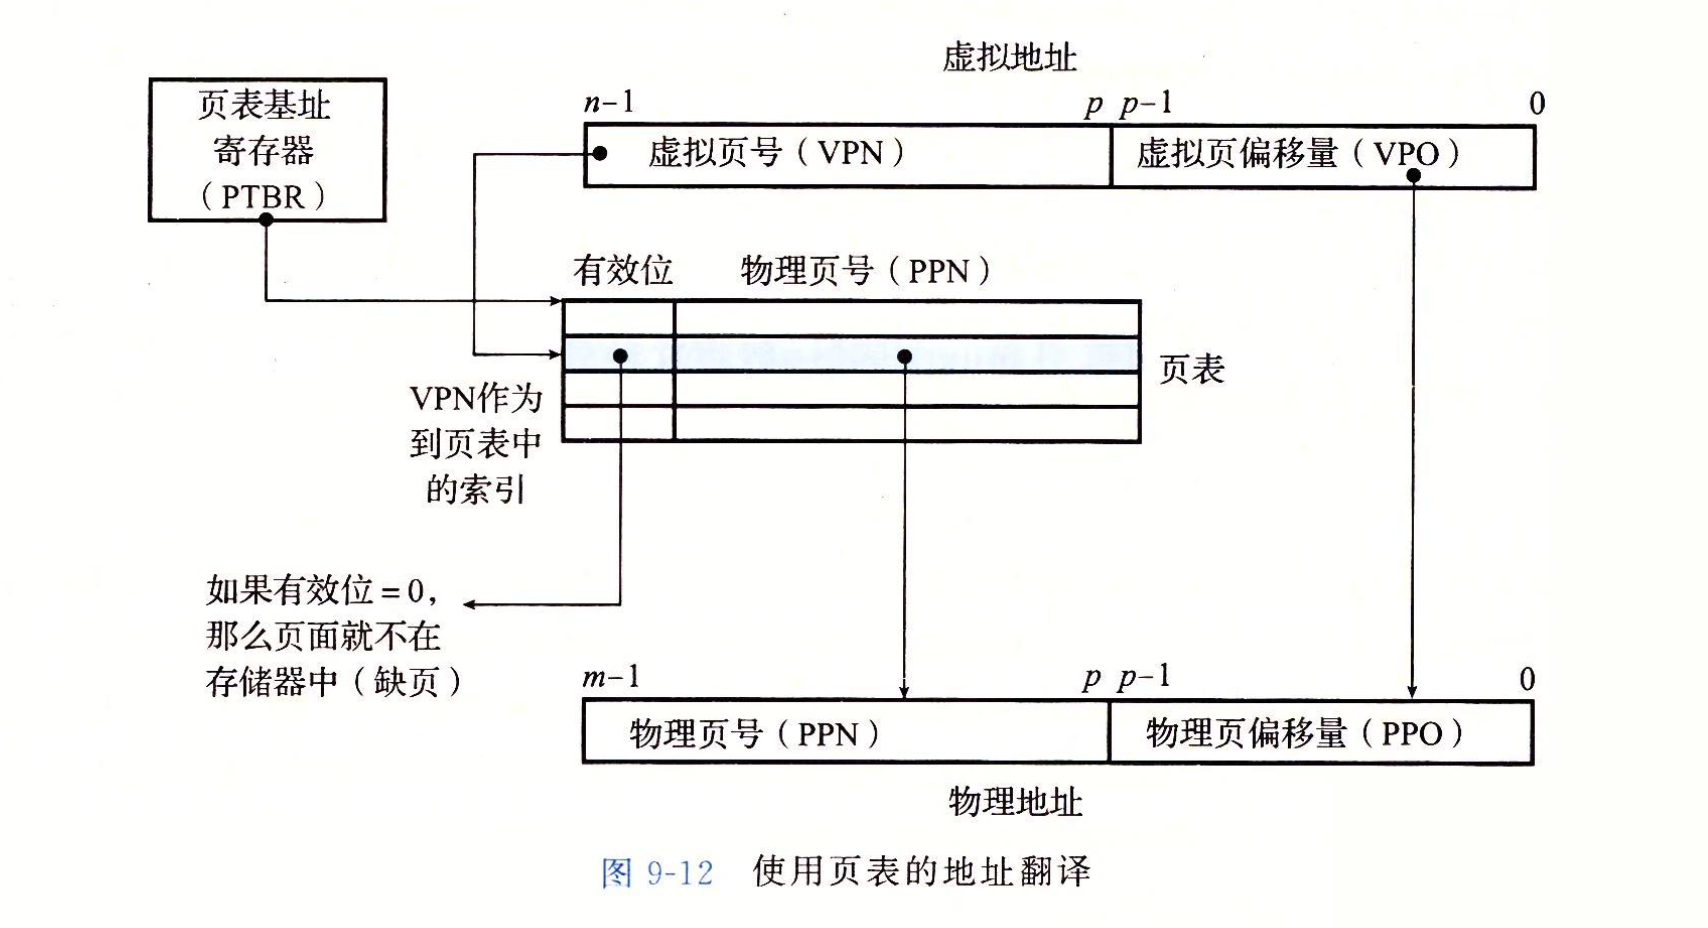 虚拟地址
页表基址
寄存器
（PTBR）
n-1
p p-1
0
虚拟页号（VPN）
虚拟页偏移量（VPO）
有效位
物理页号（PPN）
页表
VPN作为
到页表中
的索引
如果有效位=0，
那么页面就不在
存储器中（缺页）
m-1
p p-1
0
物理页号（PPN）
物理页偏移量（PPO）
物理地址
图 9-12 使用页表的地址翻译